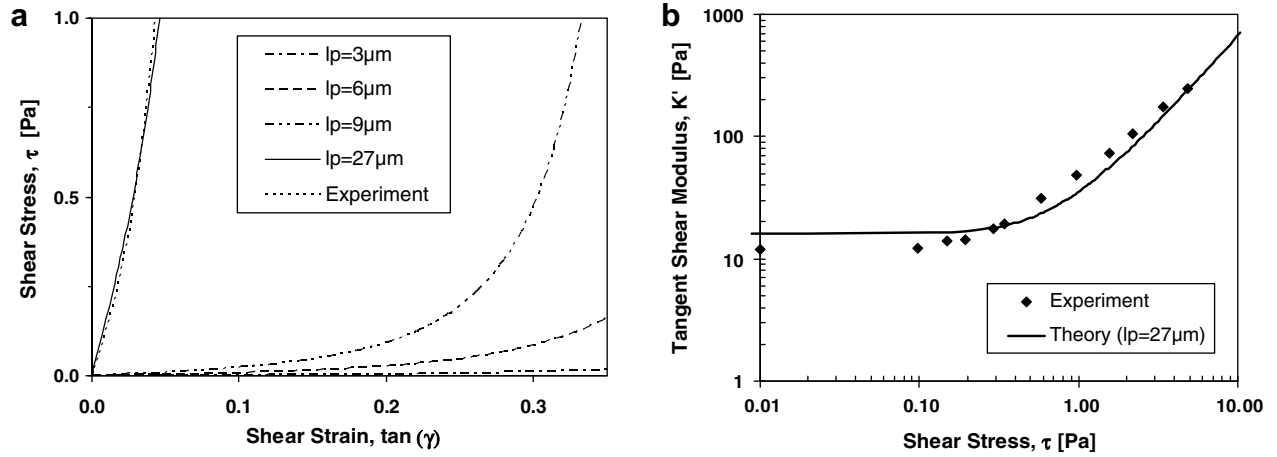 a
Shear Stress, τ [Pa]
1.0
0.5
0.0
0.0
0.1
0.2
0.3
Shear Strain, tan (γ)
lp=3µm
lp=6µm
lp=9µm
lp=27µm
Experiment
b
Tangent Shear Modulus, K' [Pa]
1000
100
10
1
0.01
0.10
1.00
10.00
Shear Stress, τ [Pa]
Experiment
Theory (lp=27µm)